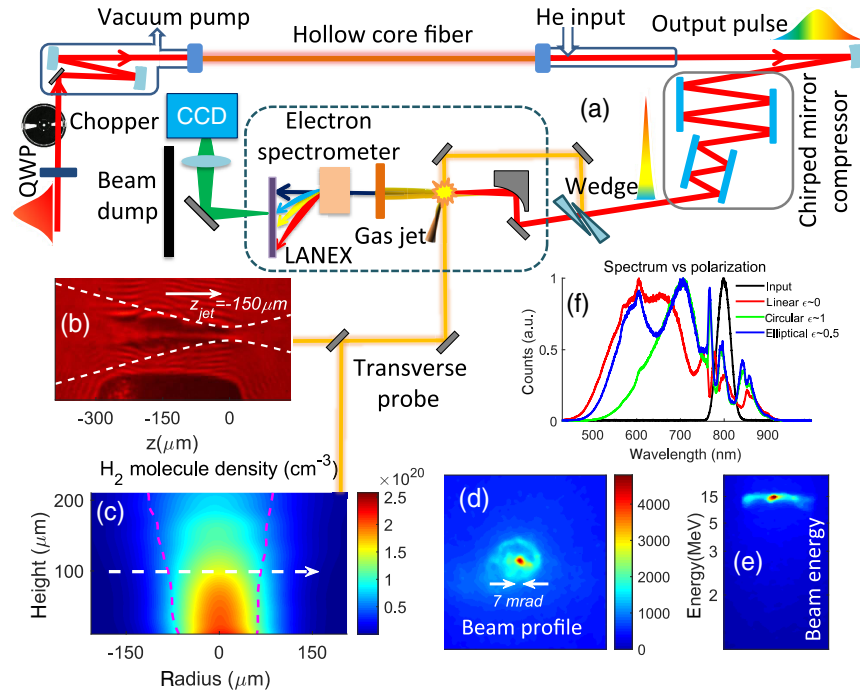 Vacuum pump
Hollow core fiber
He input
Output pulse
QWP
Chopper
CCD
Beam
dump
Electron
spectrometer
LANEX
Gas jet
(a)
Wedge
Chirped mirror
compressor
(b)
z_jet=-150μm
-300
-150
0
z(μm)
Transverse
probe
(f)
Spectrum vs polarization
Input
Linear ϵ~0
Circular ϵ~1
Elliptical ϵ~0.5
Counts (a.u.)
1
0.5
0
500
600
700
800
900
Wavelength (nm)
H₂ molecule density (cm⁻³)
×10²⁰
(c)
Height (μm)
200
100
-150
0
150
Radius (μm)
2.5
2
1.5
1
0.5
0
(d)
7 mrad
Beam profile
4000
3000
2000
1000
0
Energy(MeV)
15
5
3
2
(e)
Beam energy